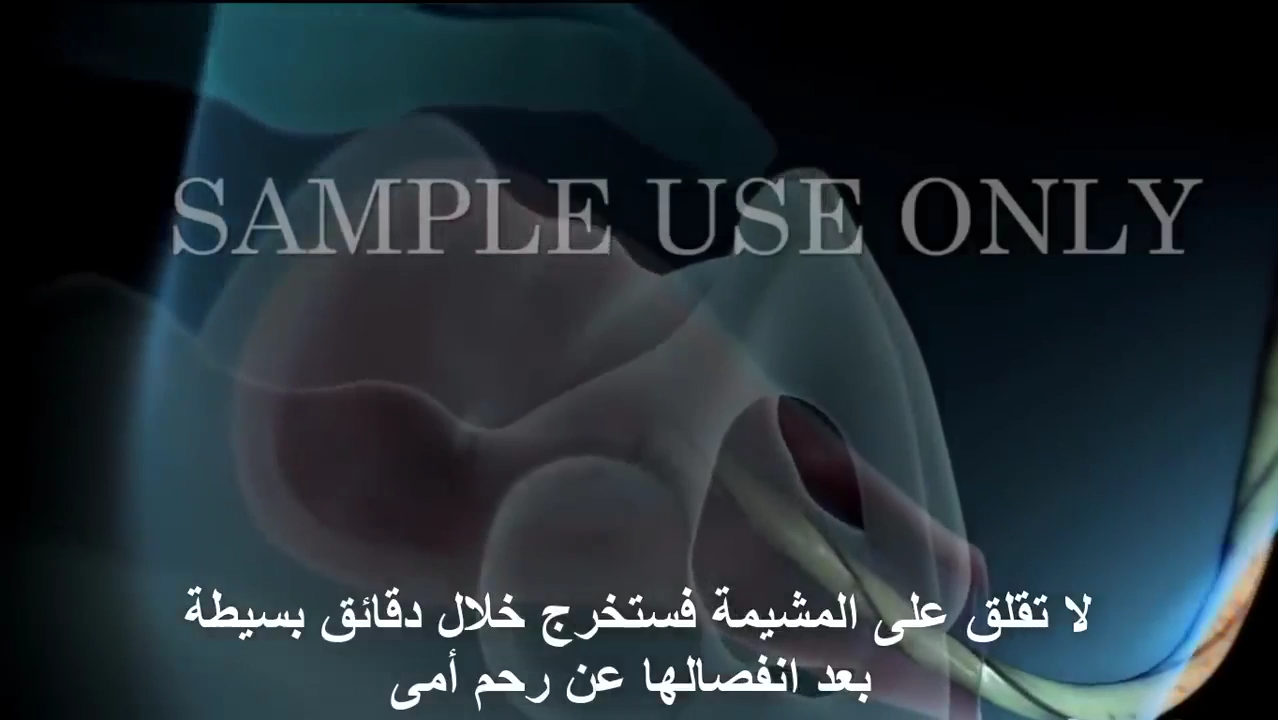 SAMPLE USE ONLY
لا تقلق على المشيمة فستخرج خلال دقائق بسيطة
بعد انفصالها عن رحم أمى